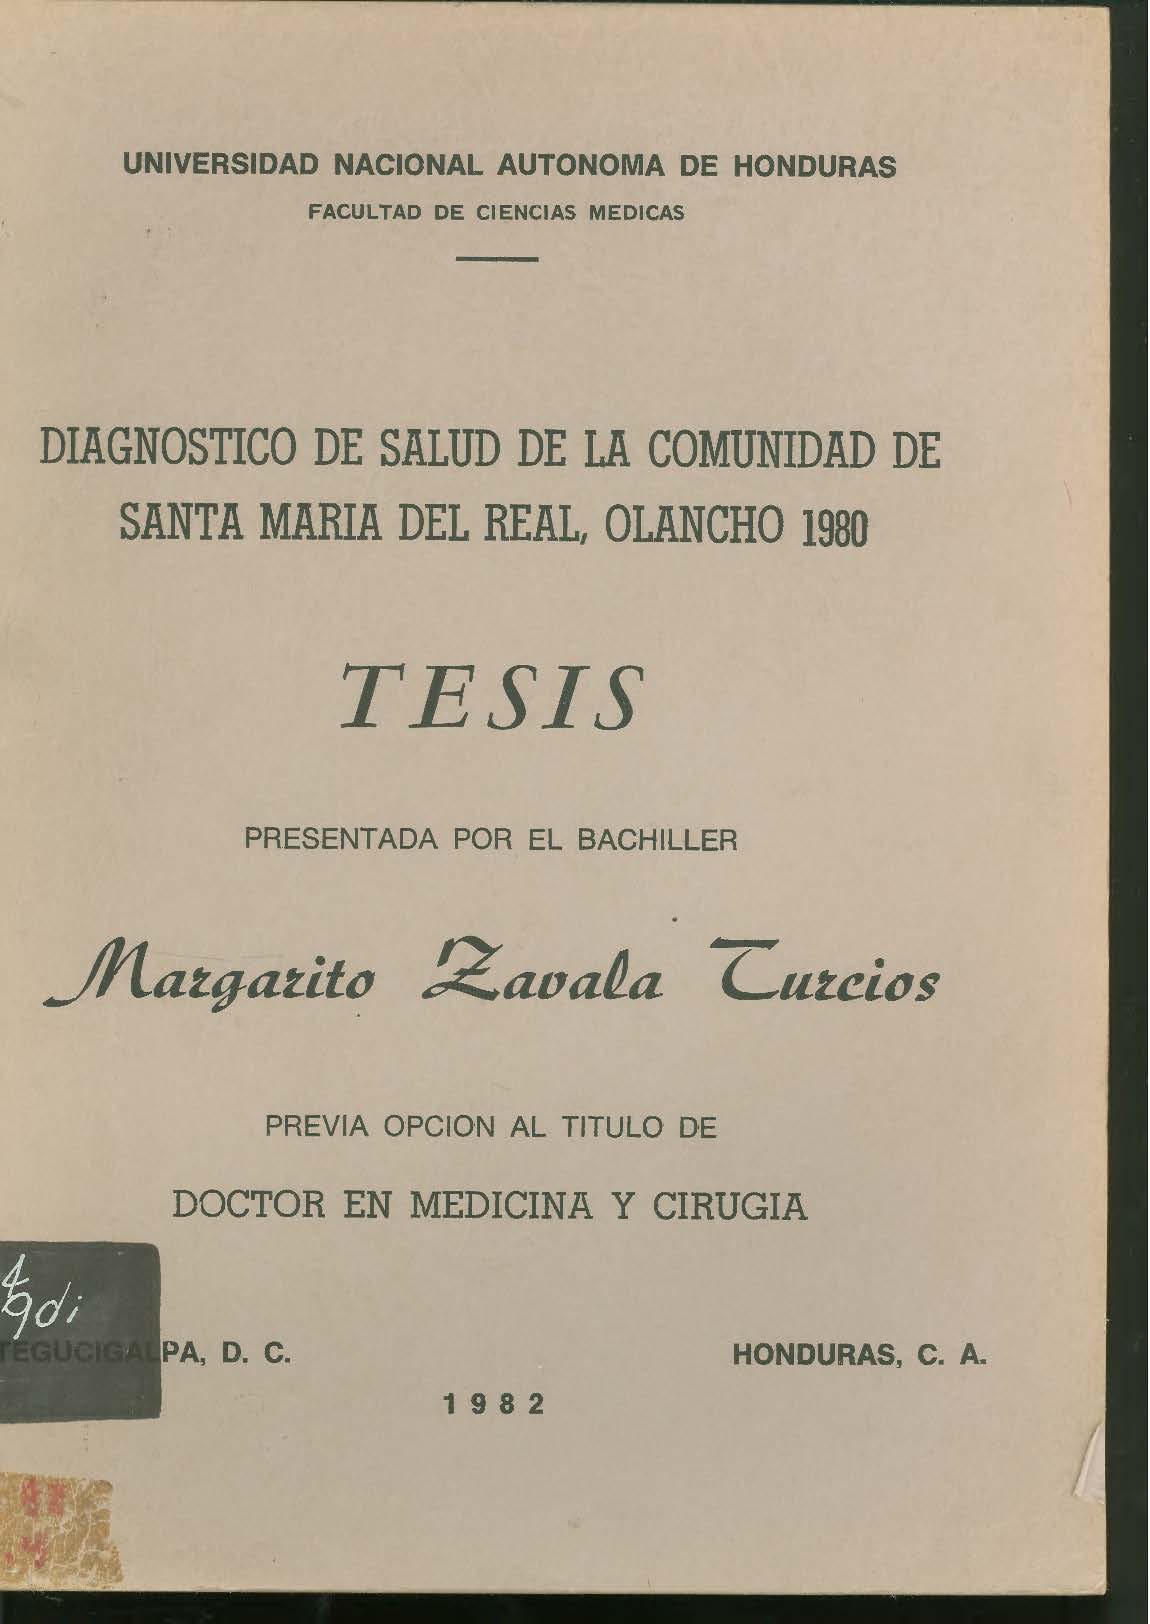 UNIVERSIDAD NACIONAL AUTONOMA DE HONDURAS
FACULTAD DE CIENCIAS MEDICAS
DIAGNOSTICO DE SALUD DE LA COMUNIDAD DE
SANTA MARIA DEL REAL, OLANCHO 1980
TESIS
PRESENTADA POR EL BACHILLER
Margarito Zavala Turcios
PREVIA OPCION AL TITULO DE
DOCTOR EN MEDICINA Y CIRUGIA
TEGUCIGALPA, D. C. HONDURAS, C. A.
1982